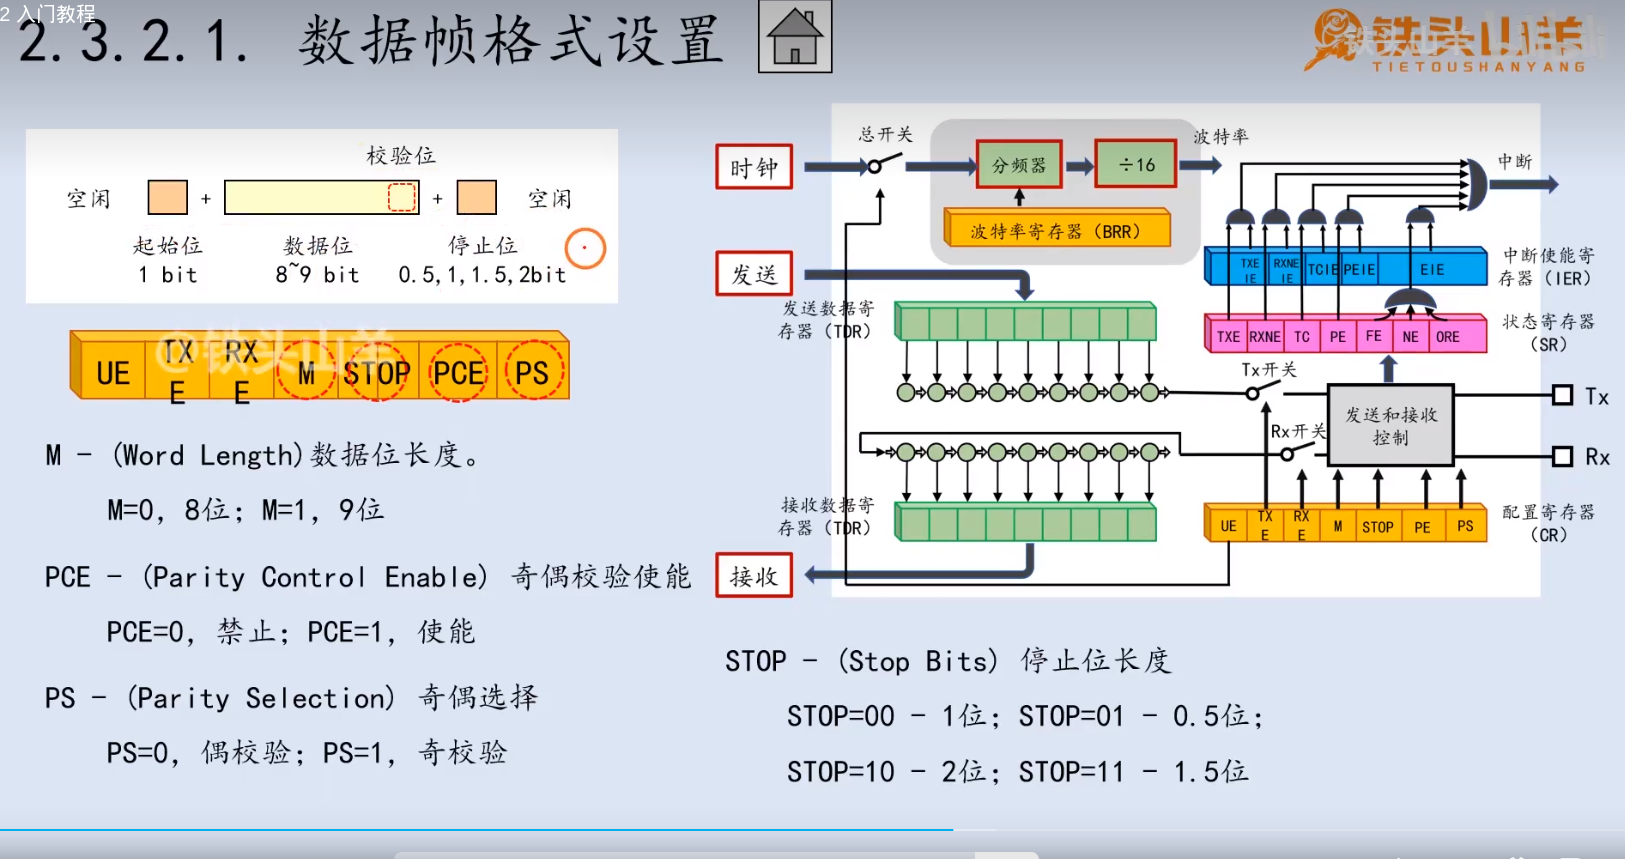 2 入门教程
2.3.2.1. 数据帧格式设置
铁头山羊
TIETOUSHANYANG
校验位
空闲 + + 空闲
起始位 数据位 停止位
1 bit 8~9 bit 0.5,1,1.5,2bit
@铁头山羊
UE TXE RXE M STOP PCE PS
M - (Word Length)数据位长度。
M=0, 8位; M=1, 9位
PCE - (Parity Control Enable) 奇偶校验使能
PCE=0, 禁止; PCE=1, 使能
PS - (Parity Selection) 奇偶选择
PS=0, 偶校验; PS=1, 奇校验
总开关
波特率
时钟
分频器
÷16
中断
波特率寄存器 (BRR)
发送
TXEIE RXNEIE TCIE PEIE EIE
中断使能寄
存器 (IER)
发送数据寄
存器 (TDR)
TXE RXNE TC PE FE NE ORE
状态寄存器
(SR)
Tx开关
发送和接收
控制
Tx
Rx开关
Rx
接收数据寄
存器 (TDR)
UE TXE RXE M STOP PE PS
配置寄存器
(CR)
接收
STOP - (Stop Bits) 停止位长度
STOP=00 - 1位; STOP=01 - 0.5位;
STOP=10 - 2位; STOP=11 - 1.5位